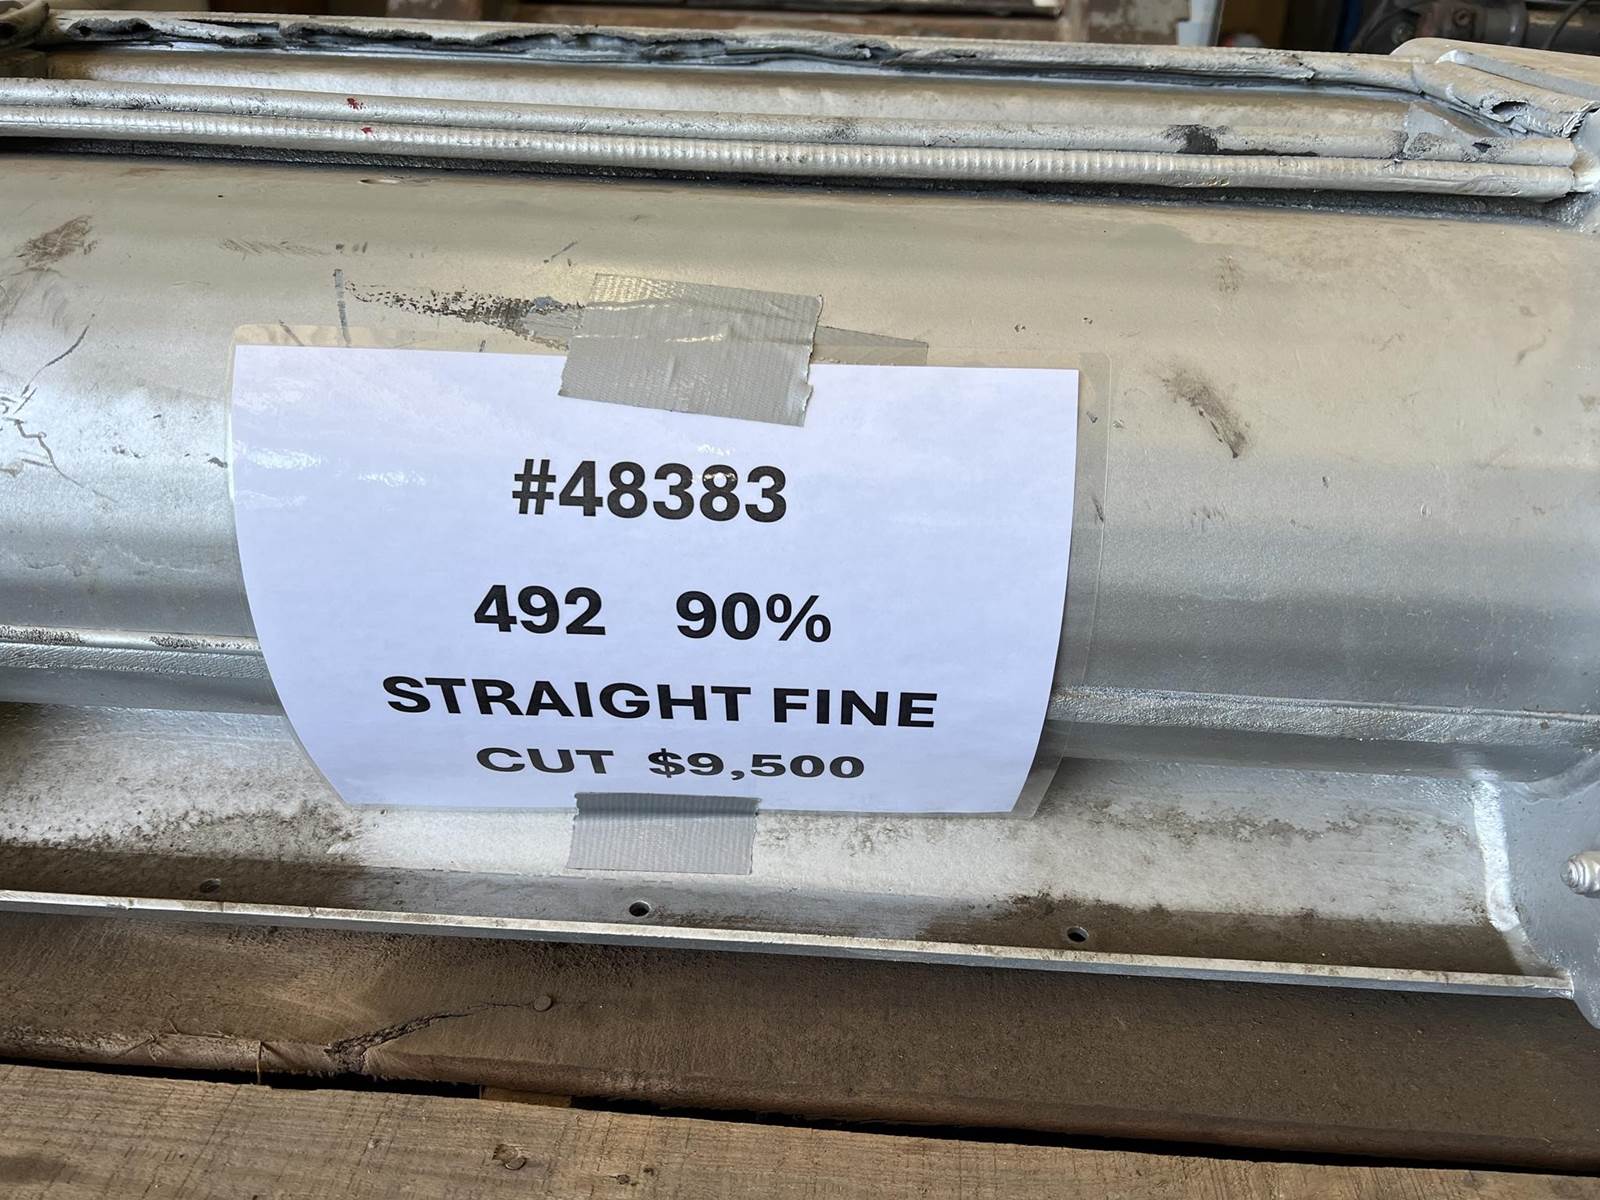 #48383
492 90%
STRAIGHT FINE
CUT $9,500